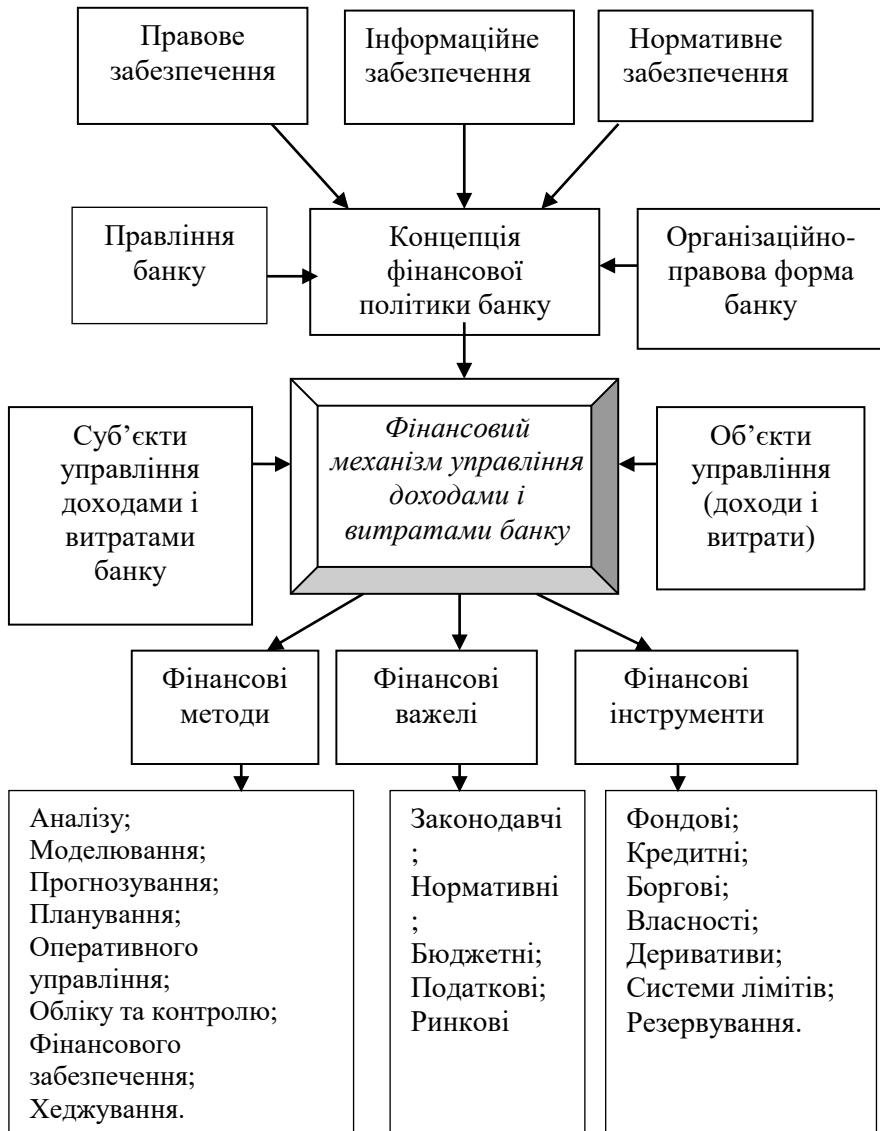 Правове
забезпечення
Інформаційне
забезпечення
Нормативне
забезпечення
Правління
банку
Концепція
фінансової
політики банку
Організаційно-
правова форма
банку
Суб’єкти
управління
доходами і
витратами
банку
Фінансовий
механізм управління
доходами і
витратами банку
Об’єкти
управління
(доходи і
витрати)
Фінансові
методи
Фінансові
важелі
Фінансові
інструменти
Аналізу;
Моделювання;
Прогнозування;
Планування;
Оперативного
управління;
Обліку та контролю;
Фінансового
забезпечення;
Хеджування.
Законодавчі
;
Нормативні
;
Бюджетні;
Податкові;
Ринкові
Фондові;
Кредитні;
Боргові;
Власності;
Деривативи;
Системи лімітів;
Резервування.